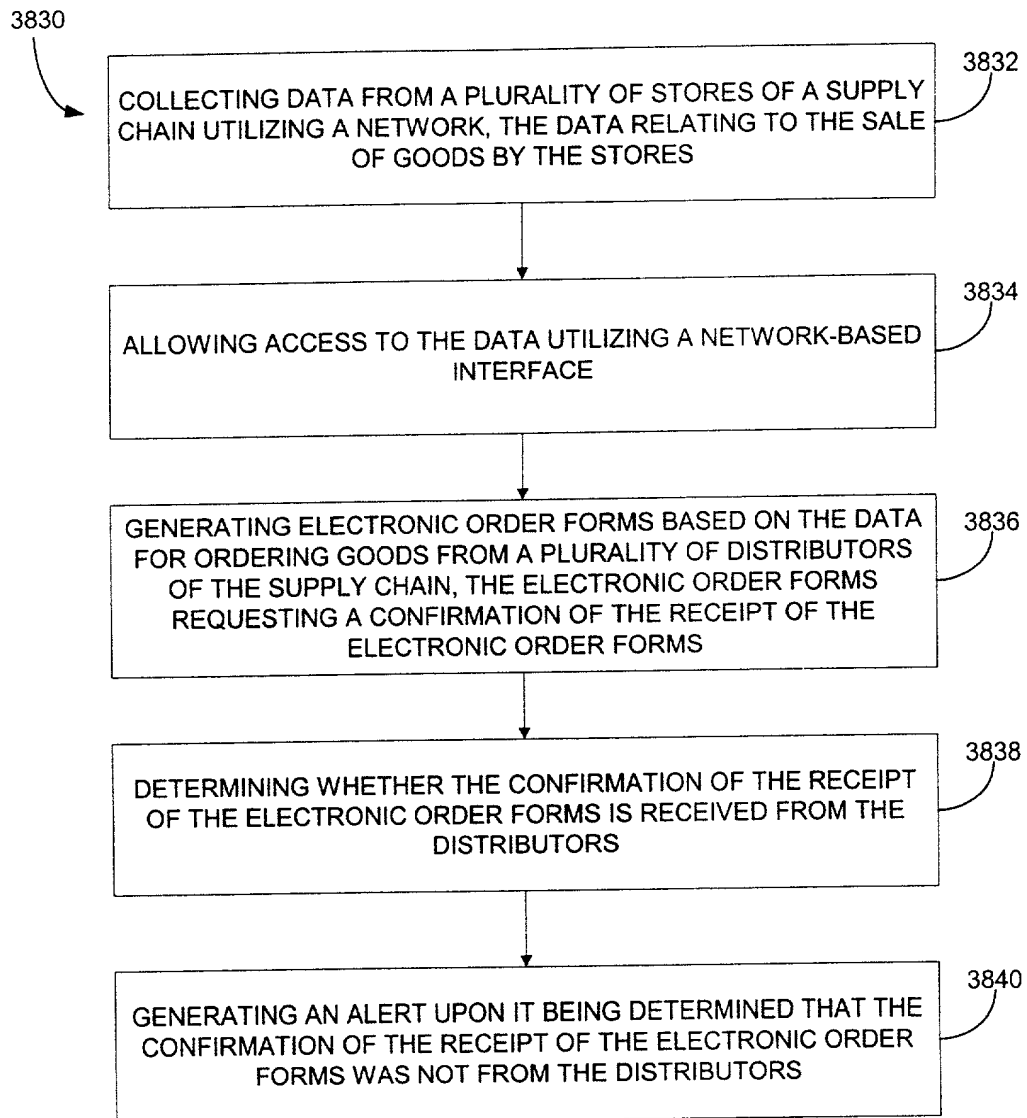 3830
3832
COLLECTING DATA FROM A PLURALITY OF STORES OF A SUPPLY
CHAIN UTILIZING A NETWORK, THE DATA RELATING TO THE SALE
OF GOODS BY THE STORES
3834
ALLOWING ACCESS TO THE DATA UTILIZING A NETWORK-BASED
INTERFACE
3836
GENERATING ELECTRONIC ORDER FORMS BASED ON THE DATA
FOR ORDERING GOODS FROM A PLURALITY OF DISTRIBUTORS
OF THE SUPPLY CHAIN, THE ELECTRONIC ORDER FORMS
REQUESTING A CONFIRMATION OF THE RECEIPT OF THE
ELECTRONIC ORDER FORMS
3838
DETERMINING WHETHER THE CONFIRMATION OF THE RECEIPT
OF THE ELECTRONIC ORDER FORMS IS RECEIVED FROM THE
DISTRIBUTORS
3840
GENERATING AN ALERT UPON IT BEING DETERMINED THAT THE
CONFIRMATION OF THE RECEIPT OF THE ELECTRONIC ORDER
FORMS WAS NOT FROM THE DISTRIBUTORS